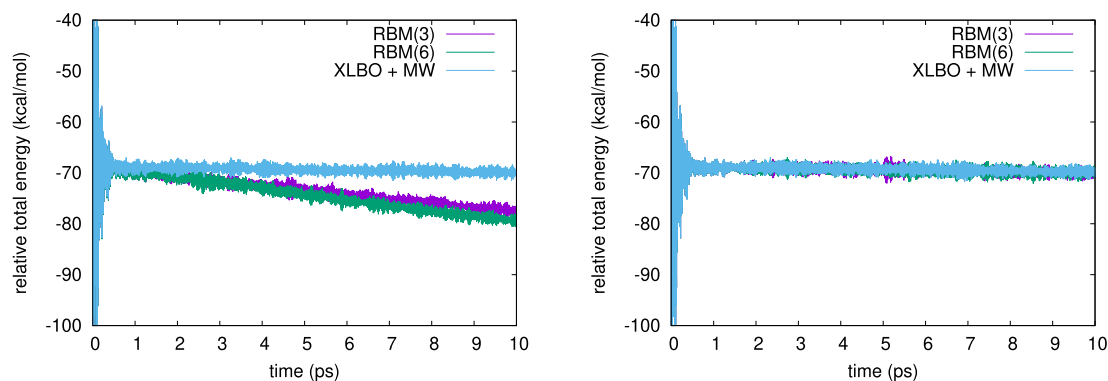 -40
-50
-60
-70
-80
-90
-100
0 1 2 3 4 5 6 7 8 9 10
relative total energy (kcal/mol)
time (ps)
RBM(3)
RBM(6)
XLBO + MW
-40
-50
-60
-70
-80
-90
-100
0 1 2 3 4 5 6 7 8 9 10
relative total energy (kcal/mol)
time (ps)
RBM(3)
RBM(6)
XLBO + MW